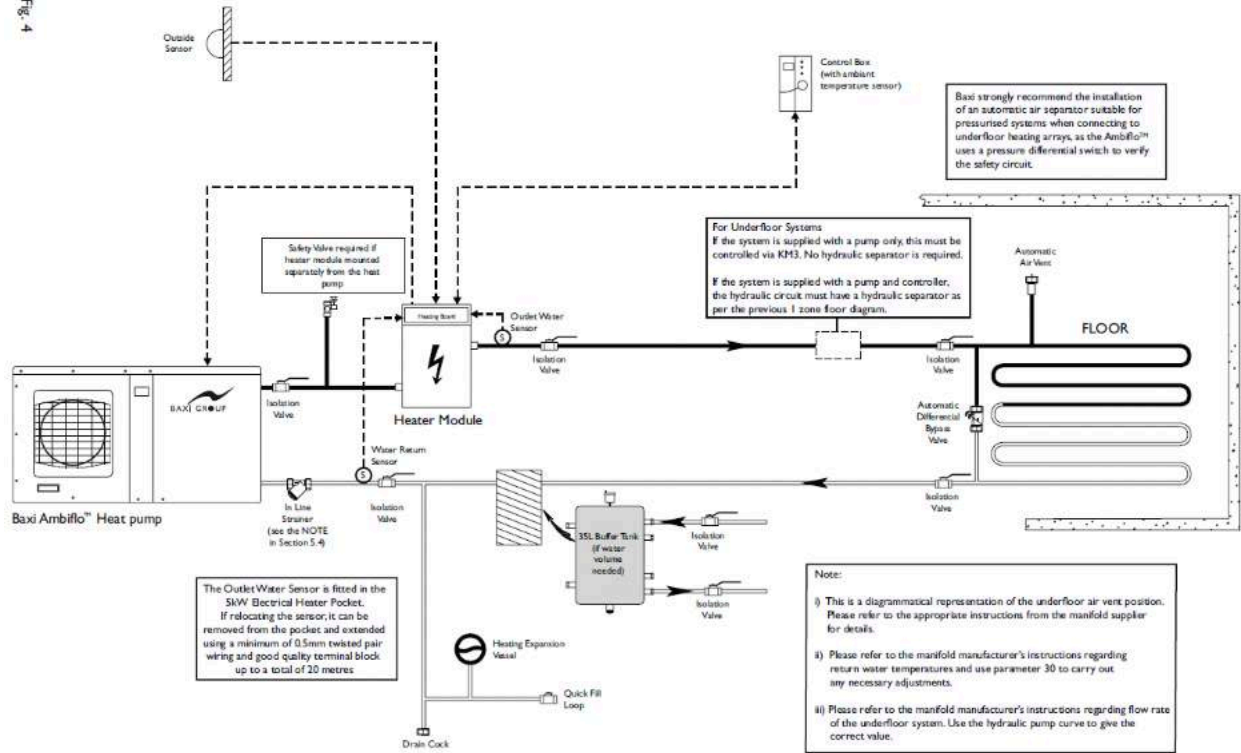 Fig. 4
Outside
Sensor
Control Box
(with ambiant
temperature sensor)
Baxi strongly recommend the installation
of an automatic air separator suitable for
pressurised systems when connecting to
underfloor heating arrays, as the Ambiflo™
uses a pressure differential switch to verify
the safety circuit.
Safety Valve required if
heater module mounted
separately from the heat
pump
For Underfloor Systems
If the system is supplied with a pump only, this must be
controlled via KM3. No hydraulic separator is required.
If the system is supplied with a pump and controller,
the hydraulic circuit must have a hydraulic separator as
per the previous 1 zone floor diagram.
Automatic
Air Vent
Heating Board
Outlet Water
Sensor
S
Isolation
Valve
Isolation
Valve
FLOOR
BAXI GROUP
Isolation
Valve
Heater Module
Automatic
Differential
Bypass
Valve
Water Return
Sensor
S
Baxi Ambiflo™ Heat pump
In Line
Strainer
(see the NOTE
in Section 5.4)
Isolation
Valve
Isolation
Valve
35L Buffer Tank
(if water
volume
needed)
Isolation
Valve
Isolation
Valve
The Outlet Water Sensor is fitted in the
5kW Electrical Heater Pocket.
If relocating the sensor, it can be
removed from the pocket and extended
using a minimum of 0.5mm twisted pair
wiring and good quality terminal block
up to a total of 20 metres
Heating Expansion
Vessel
Quick Fill
Loop
Drain Cock
Note:
i) This is a diagrammatical representation of the underfloor air vent position.
Please refer to the appropriate instructions from the manifold supplier
for details.
ii) Please refer to the manifold manufacturer's instructions regarding
return water temperatures and use parameter 30 to carry out
any necessary adjustments.
iii) Please refer to the manifold manufacturer's instructions regarding flow rate
of the underfloor system. Use the hydraulic pump curve to give the
correct value.